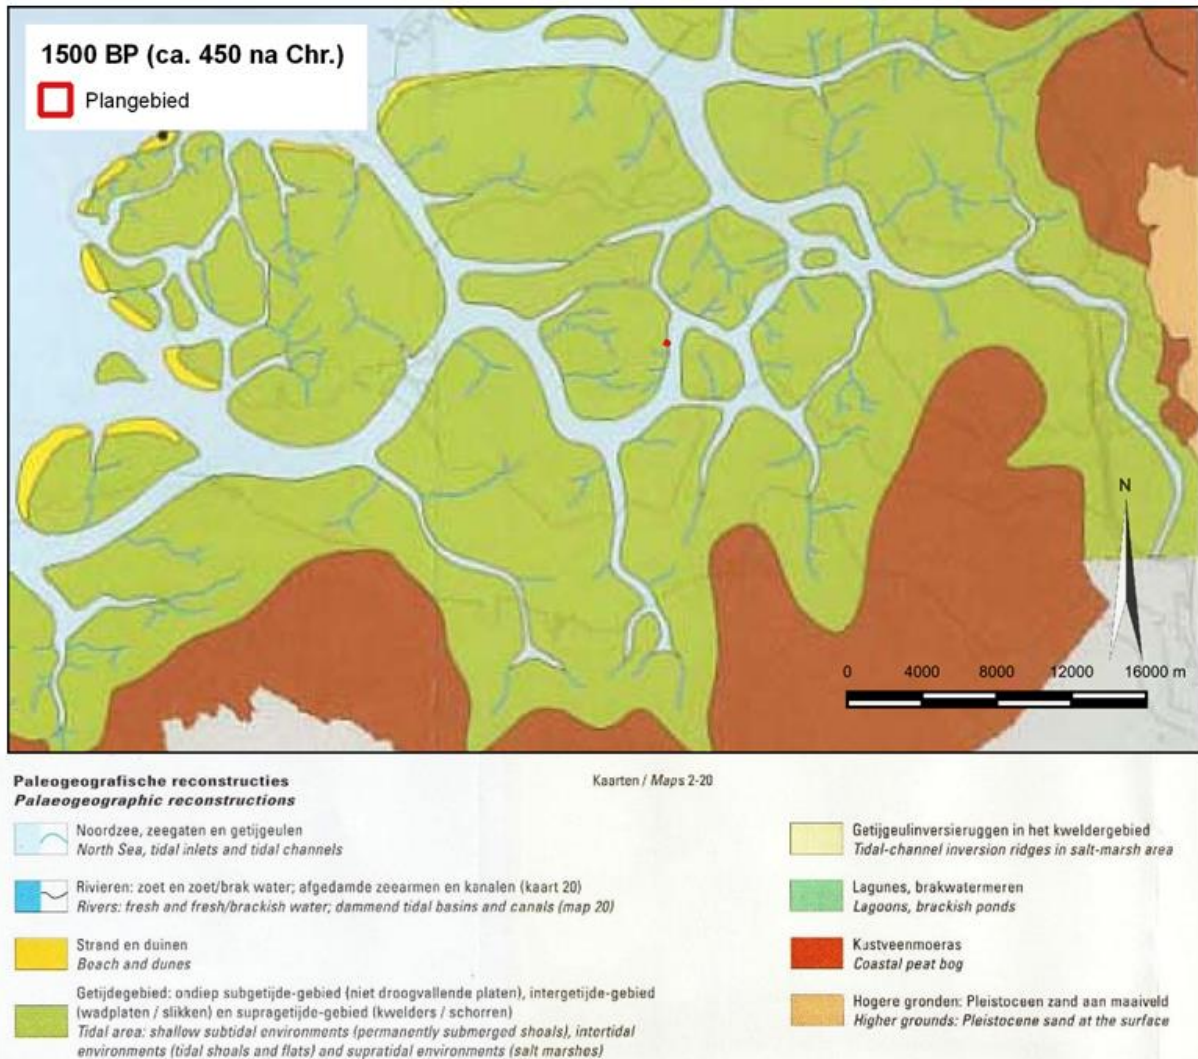 1500 BP (ca. 450 na Chr.)
Plangebied
N
0 4000 8000 12000 16000 m
Paleogeografische reconstructies
Palaeogeographic reconstructions
Kaarten / Maps 2-20
Noordzee, zeegaten en getijgeulen
North Sea, tidal inlets and tidal channels
Rivieren: zoet en zoet/brak water; afgedamde zeearmen en kanalen (kaart 20)
Rivers: fresh and fresh/brackish water; dammend tidal basins and canals (map 20)
Strand en duinen
Beach and dunes
Getijdegebied: ondiep subgetijde-gebied (niet droogvallende platen), intergetijde-gebied
(wadplaten / slikken) en supragetijde-gebied (kwelders / schorren)
Tidal area: shallow subtidal environments (permanently submerged shoals), intertidal
environments (tidal shoals and flats) and supratidal environments (salt marshes)
Getijgeulinversieruggen in het kweldergebied
Tidal-channel inversion ridges in salt-marsh area
Lagunes, brakwatermeren
Lagoons, brackish ponds
Kustveenmoeras
Coastal peat bog
Hogere gronden: Pleistoceen zand aan maaiveld
Higher grounds: Pleistocene sand at the surface